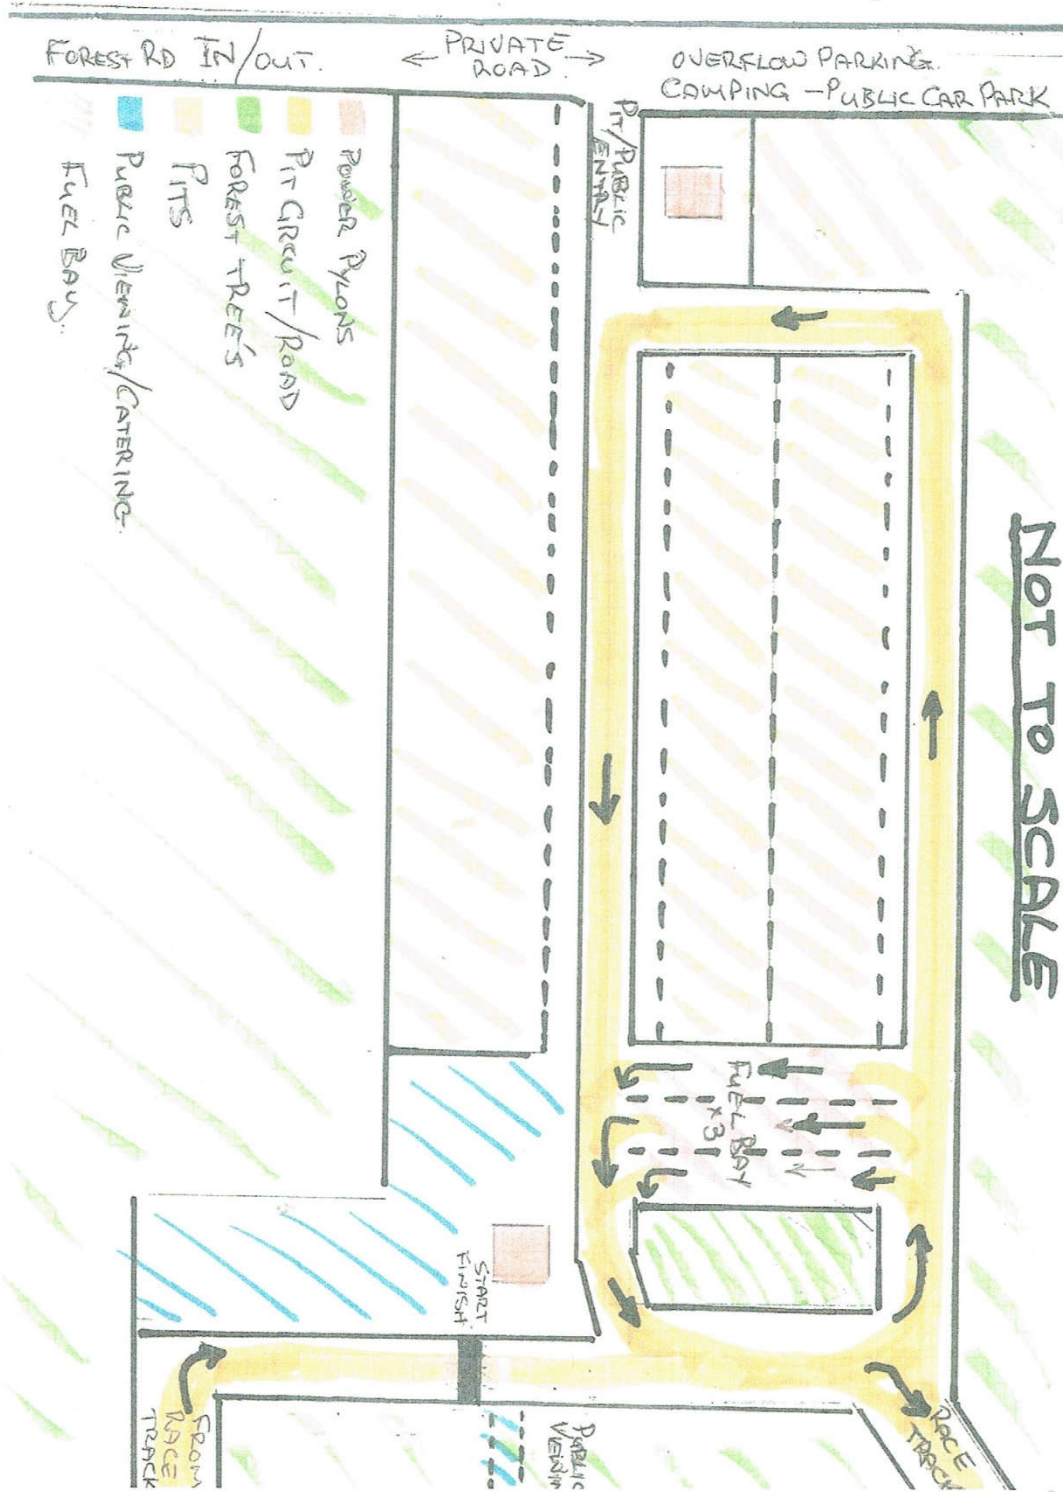 FOREST RD IN/OUT.
← PRIVATE →
ROAD.
OVERFLOW PARKING.
CAMPING - PUBLIC CAR PARK
PIT/PUBLIC
ENTRY
POWER PYLONS
PIT CIRCUIT/ROAD
FOREST TREE'S
PITS
PUBLIC VIEWING/CATERING
FUEL BAY.
NOT TO SCALE
FUEL BAY
x3
START
FINISH
FROM
RACE
TRACK
PUBLIC
RACE
TRACK